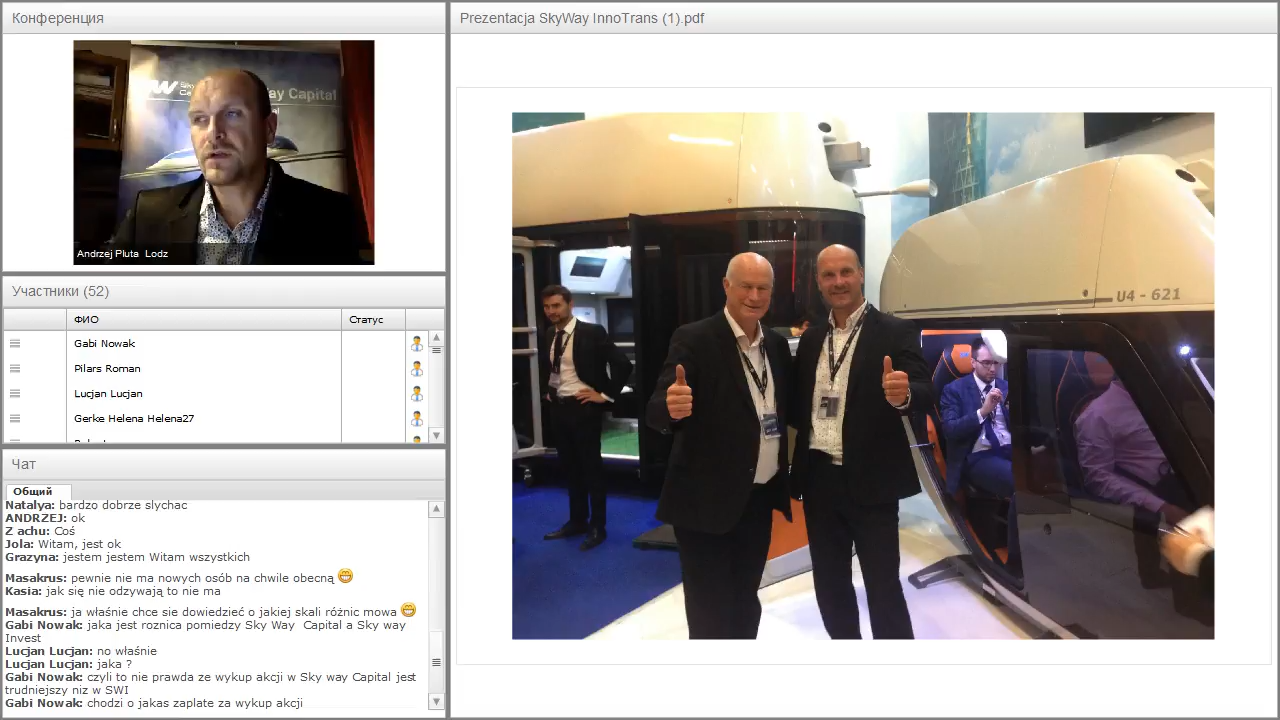 Конференция
Prezentacja SkyWay InnoTrans (1).pdf
Capital
Andrzej Pluta Lodz
U4 - 621
Участники (52)
ФИО
Статус
Gabi Nowak
Pilars Roman
Lucjan Lucjan
Gerke Helena Helena27
Чат
Общий
Natalya: bardzo dobrze slychac
ANDRZEJ: ok
Z achu: Coś
Jola: Witam, jest ok
Grazyna: jestem jestem Witam wszystkich
Masakrus: pewnie nie ma nowych osób na chwile obecną
Kasia: jak się nie odzywają to nie ma
Masakrus: ja właśnie chce sie dowiedzieć o jakiej skali różnic mowa
Gabi Nowak: jaka jest roznica pomiedzy Sky Way Capital a Sky way
Invest
Lucjan Lucjan: no właśnie
Lucjan Lucjan: jaka ?
Gabi Nowak: czyli to nie prawda ze wykup akcji w Sky way Capital jest
trudniejszy niz w SWI
Gabi Nowak: chodzi o jakas zaplate za wykup akcji